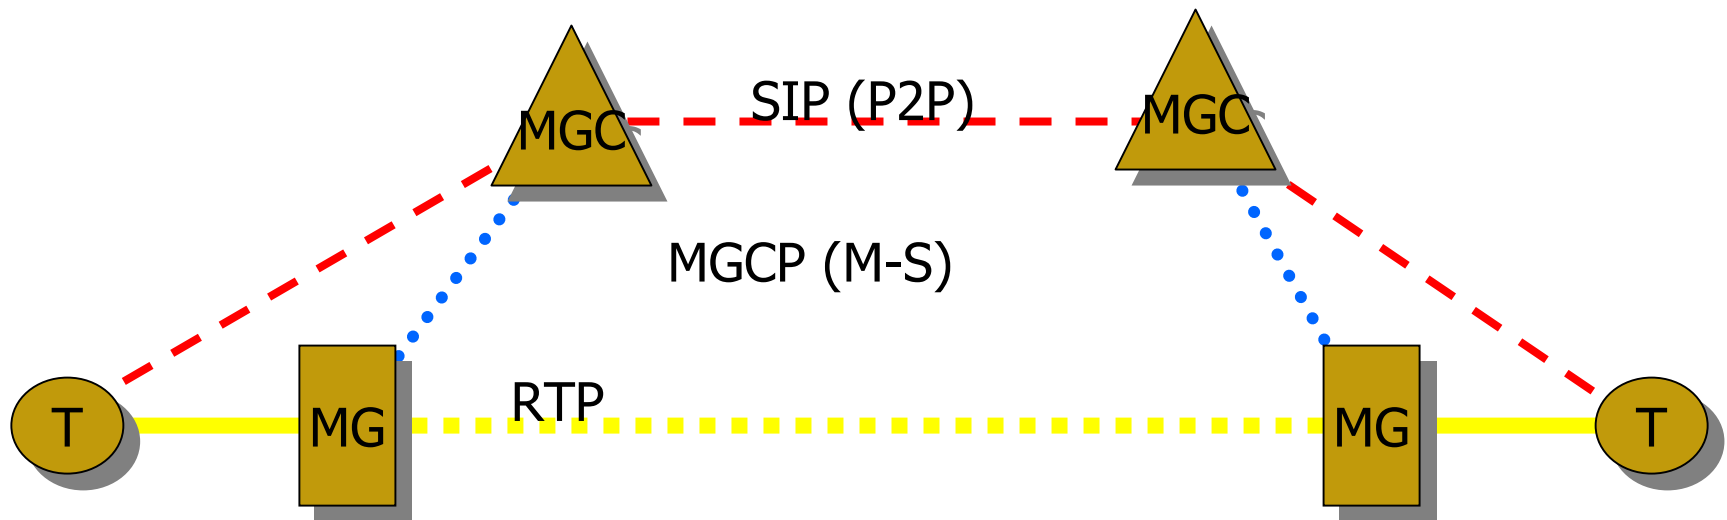 SIP (P2P)
MGC
MGC
MGCP (M-S)
RTP
T
MG
MG
T